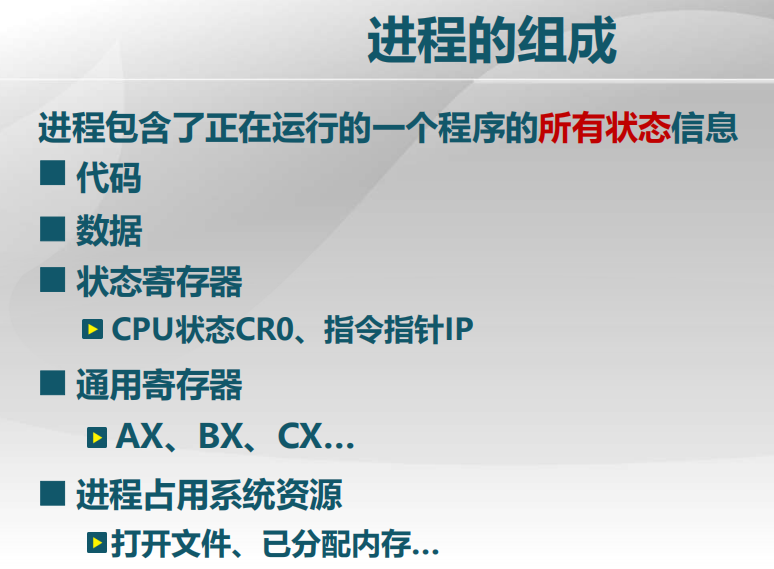 进程的组成
进程包含了正在运行的一个程序的所有状态信息
代码
数据
状态寄存器
CPU状态CR0、指令指针IP
通用寄存器
AX、BX、CX...
进程占用系统资源
打开文件、已分配内存...